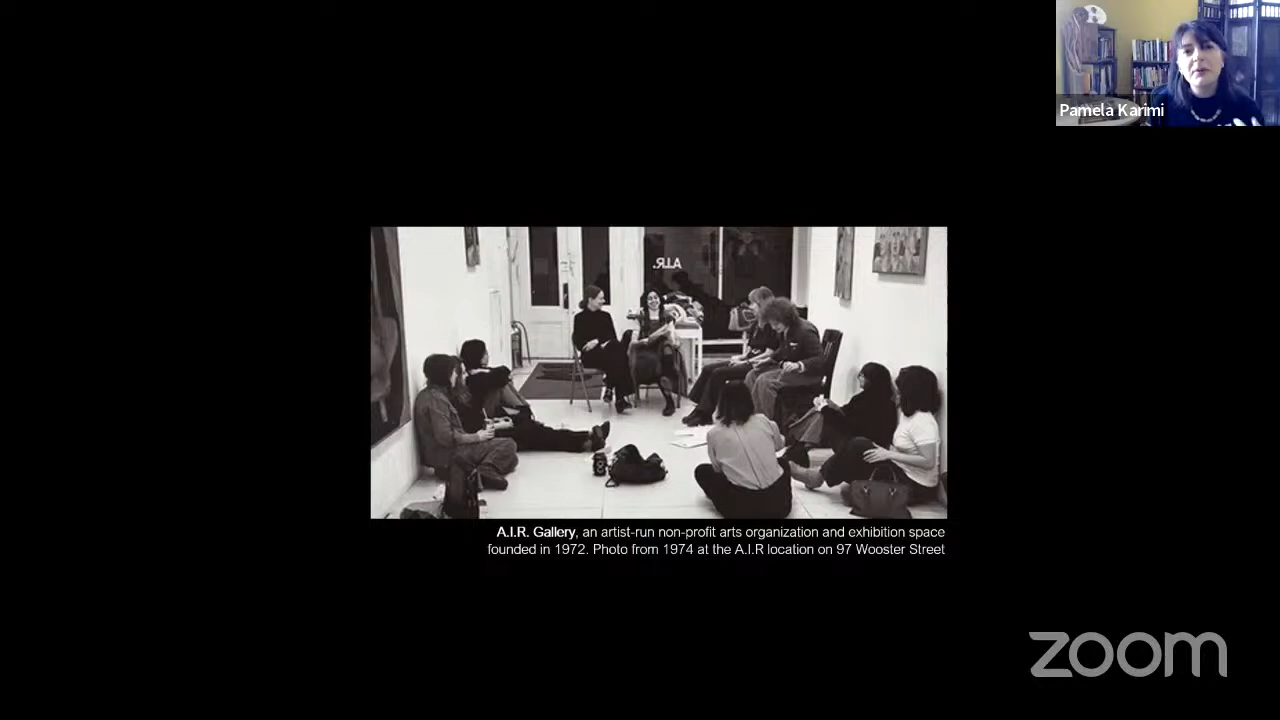 Pamela Karimi
A.I.R.
A.I.R. Gallery, an artist-run non-profit arts organization and exhibition space
founded in 1972. Photo from 1974 at the A.I.R location on 97 Wooster Street
zoom